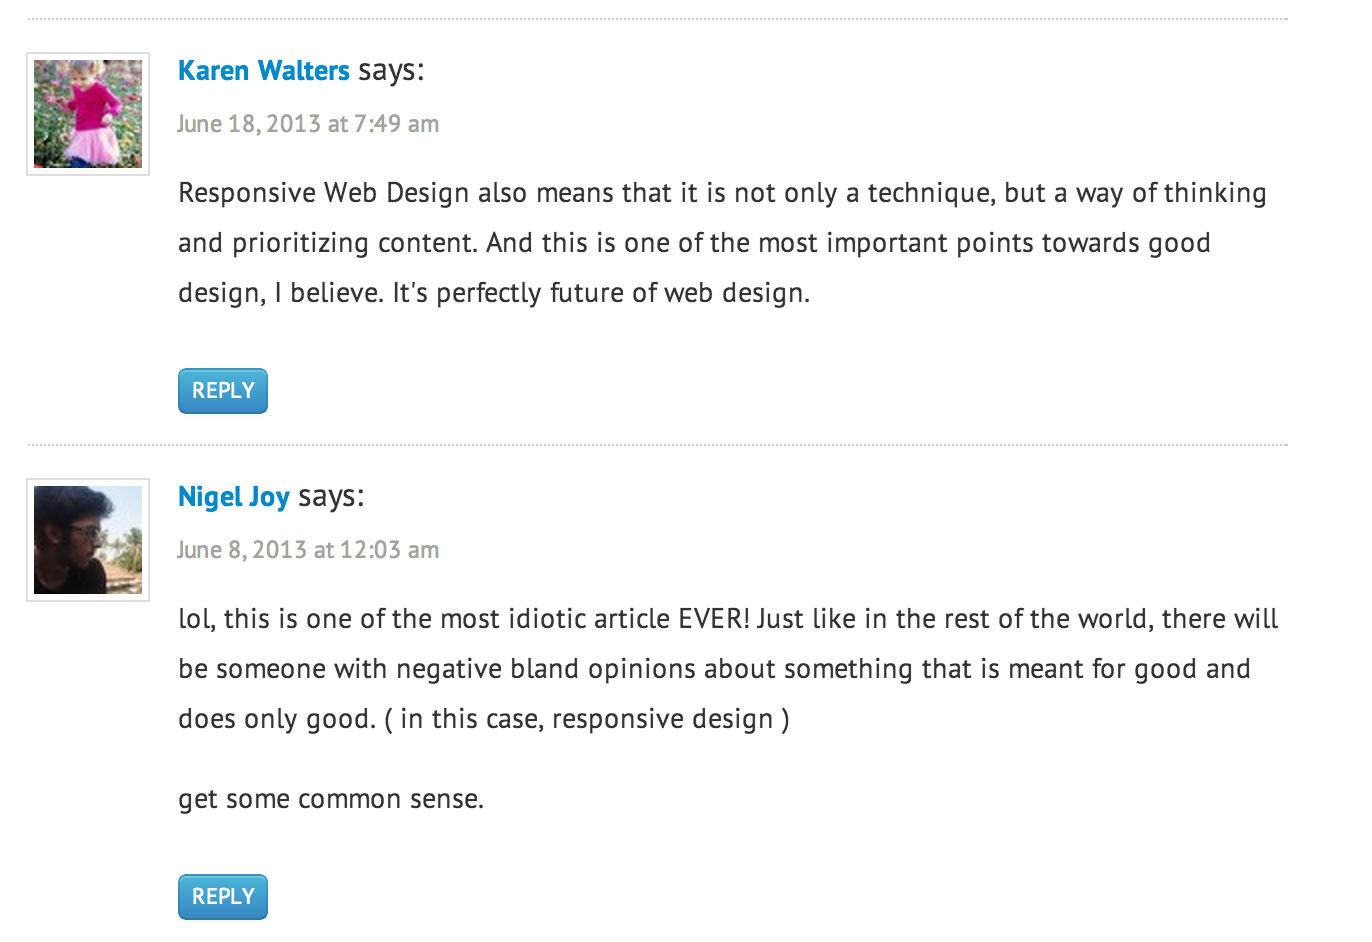 Karen Walters says:
June 18, 2013 at 7:49 am
Responsive Web Design also means that it is not only a technique, but a way of thinking
and prioritizing content. And this is one of the most important points towards good
design, I believe. It's perfectly future of web design.
REPLY
Nigel Joy says:
June 8, 2013 at 12:03 am
lol, this is one of the most idiotic article EVER! Just like in the rest of the world, there will
be someone with negative bland opinions about something that is meant for good and
does only good. ( in this case, responsive design )
get some common sense.
REPLY